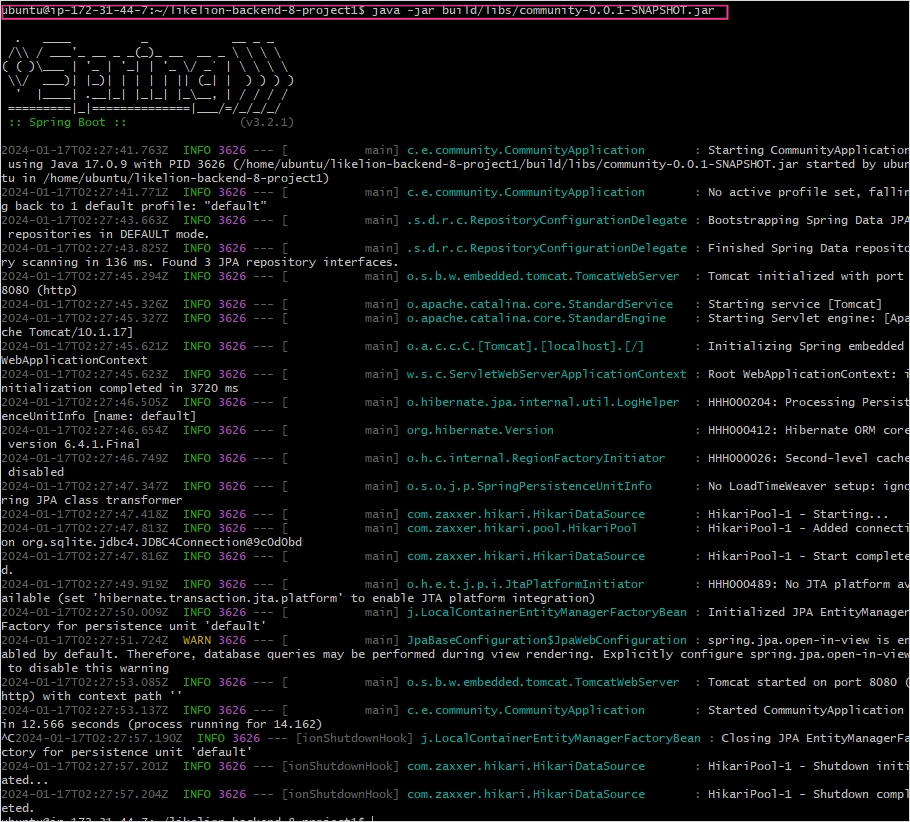 ubuntu@ip-172-31-44-7:~/likelion-backend-8-project1$ java -jar build/libs/community-0.0.1-SNAPSHOT.jar
:: Spring Boot ::                (v3.2.1)
2024-01-17T02:27:41.763Z  INFO 3626 --- [           main] c.e.community.CommunityApplication       : Starting CommunityApplication
 using Java 17.0.9 with PID 3626 (/home/ubuntu/likelion-backend-8-project1/build/libs/community-0.0.1-SNAPSHOT.jar started by ubun
tu in /home/ubuntu/likelion-backend-8-project1)
2024-01-17T02:27:41.771Z  INFO 3626 --- [           main] c.e.community.CommunityApplication       : No active profile set, fallin
g back to 1 default profile: "default"
2024-01-17T02:27:43.663Z  INFO 3626 --- [           main] .s.d.r.c.RepositoryConfigurationDelegate : Bootstrapping Spring Data JPA
 repositories in DEFAULT mode.
2024-01-17T02:27:43.825Z  INFO 3626 --- [           main] .s.d.r.c.RepositoryConfigurationDelegate : Finished Spring Data reposito
ry scanning in 136 ms. Found 3 JPA repository interfaces.
2024-01-17T02:27:45.294Z  INFO 3626 --- [           main] o.s.b.w.embedded.tomcat.TomcatWebServer  : Tomcat initialized with port
8080 (http)
2024-01-17T02:27:45.326Z  INFO 3626 --- [           main] o.apache.catalina.core.StandardService   : Starting service [Tomcat]
2024-01-17T02:27:45.327Z  INFO 3626 --- [           main] o.apache.catalina.core.StandardEngine    : Starting Servlet engine: [Apa
che Tomcat/10.1.17]
2024-01-17T02:27:45.621Z  INFO 3626 --- [           main] o.a.c.c.C.[Tomcat].[localhost].[/]       : Initializing Spring embedded
WebApplicationContext
2024-01-17T02:27:45.623Z  INFO 3626 --- [           main] w.s.c.ServletWebServerApplicationContext : Root WebApplicationContext: i
nitialization completed in 3720 ms
2024-01-17T02:27:46.505Z  INFO 3626 --- [           main] o.hibernate.jpa.internal.util.LogHelper  : HHH000204: Processing Persist
enceUnitInfo [name: default]
2024-01-17T02:27:46.654Z  INFO 3626 --- [           main] org.hibernate.Version                    : HHH000412: Hibernate ORM core
 version 6.4.1.Final
2024-01-17T02:27:46.749Z  INFO 3626 --- [           main] o.h.c.internal.RegionFactoryInitiator    : HHH000026: Second-level cache
 disabled
2024-01-17T02:27:47.347Z  INFO 3626 --- [           main] o.s.o.j.p.SpringPersistenceUnitInfo      : No LoadTimeWeaver setup: igno
ring JPA class transformer
2024-01-17T02:27:47.418Z  INFO 3626 --- [           main] com.zaxxer.hikari.HikariDataSource       : HikariPool-1 - Starting...
2024-01-17T02:27:47.813Z  INFO 3626 --- [           main] com.zaxxer.hikari.pool.HikariPool        : HikariPool-1 - Added connecti
on org.sqlite.jdbc4.JDBC4Connection@9c0d0bd
2024-01-17T02:27:47.816Z  INFO 3626 --- [           main] com.zaxxer.hikari.HikariDataSource       : HikariPool-1 - Start complete
d.
2024-01-17T02:27:49.919Z  INFO 3626 --- [           main] o.h.e.t.j.p.i.JtaPlatformInitiator       : HHH000489: No JTA platform av
ailable (set 'hibernate.transaction.jta.platform' to enable JTA platform integration)
2024-01-17T02:27:50.009Z  INFO 3626 --- [           main] j.LocalContainerEntityManagerFactoryBean : Initialized JPA EntityManager
Factory for persistence unit 'default'
2024-01-17T02:27:51.724Z  WARN 3626 --- [           main] JpaBaseConfiguration$JpaWebConfiguration : spring.jpa.open-in-view is en
abled by default. Therefore, database queries may be performed during view rendering. Explicitly configure spring.jpa.open-in-view
 to disable this warning
2024-01-17T02:27:53.085Z  INFO 3626 --- [           main] o.s.b.w.embedded.tomcat.TomcatWebServer  : Tomcat started on port 8080 (
http) with context path ''
2024-01-17T02:27:53.137Z  INFO 3626 --- [           main] c.e.community.CommunityApplication       : Started CommunityApplication
in 12.566 seconds (process running for 14.162)
^C2024-01-17T02:27:57.190Z  INFO 3626 --- [ionShutdownHook] j.LocalContainerEntityManagerFactoryBean : Closing JPA EntityManagerFa
ctory for persistence unit 'default'
2024-01-17T02:27:57.201Z  INFO 3626 --- [ionShutdownHook] com.zaxxer.hikari.HikariDataSource       : HikariPool-1 - Shutdown initi
ated...
2024-01-17T02:27:57.204Z  INFO 3626 --- [ionShutdownHook] com.zaxxer.hikari.HikariDataSource       : HikariPool-1 - Shutdown compl
eted.
ubuntu@ip-172-31-44-7:~/likelion-backend-8-project1$